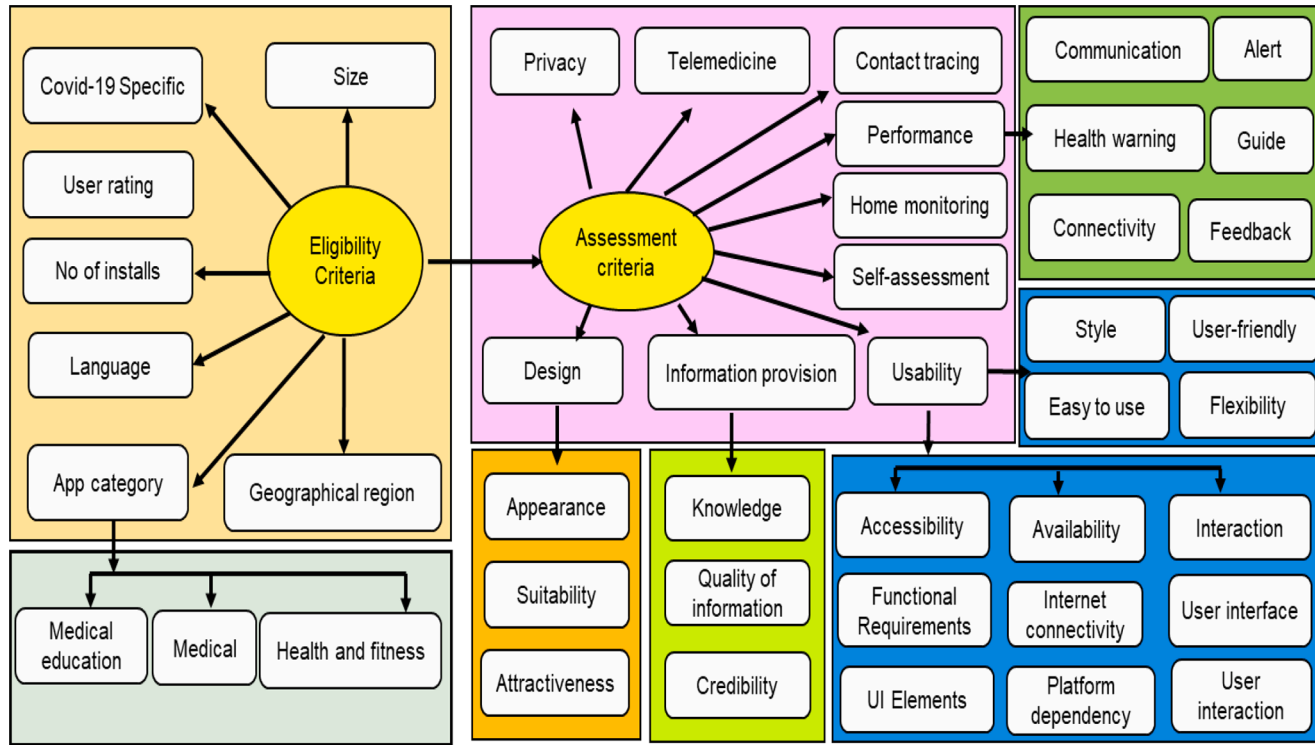 Covid-19 Specific
Size
User rating
No of installs
Eligibility
Criteria
Language
App category
Geographical region
Medical
education
Medical
Health and fitness
Privacy
Telemedicine
Contact tracing
Performance
Home monitoring
Self-assessment
Assessment
criteria
Design
Information provision
Usability
Communication
Alert
Health warning
Guide
Connectivity
Feedback
Style
User-friendly
Easy to use
Flexibility
Appearance
Suitability
Attractiveness
Knowledge
Quality of
information
Credibility
Accessibility
Availability
Interaction
Functional
Requirements
Internet
connectivity
User interface
UI Elements
Platform
dependency
User
interaction